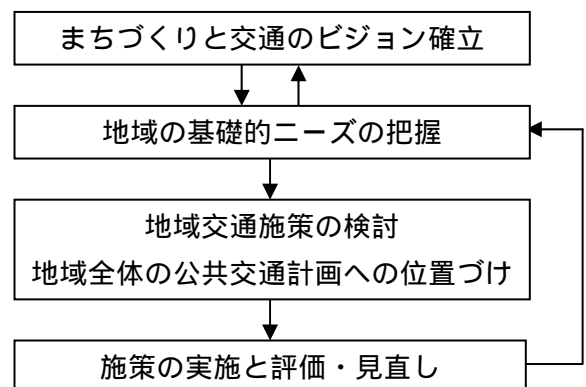 まちづくりと交通のビジョン確立
地域の基礎的ニーズの把握
地域交通施策の検討
地域全体の公共交通計画への位置づけ
施策の実施と評価・見直し